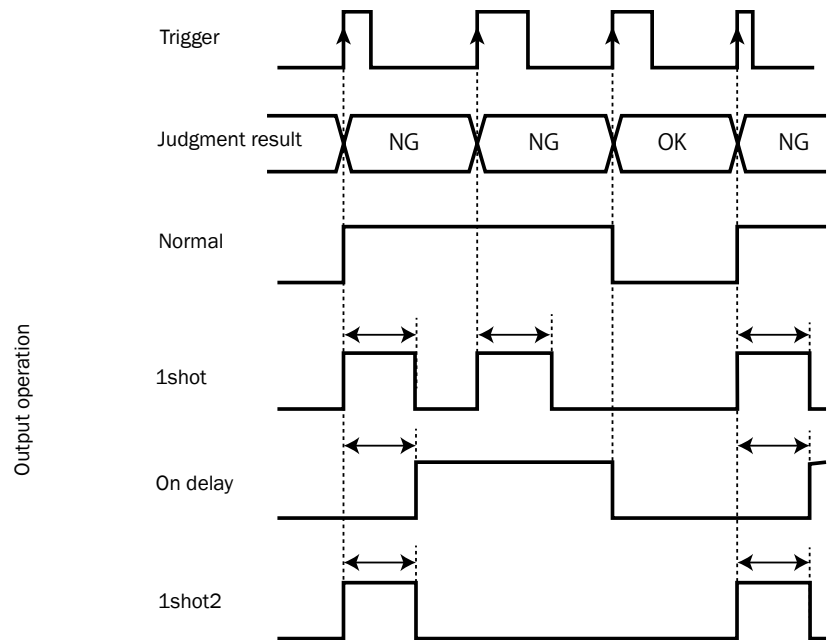 Trigger
Judgment result NG NG OK NG
Normal
Output operation
1shot
On delay
1shot2